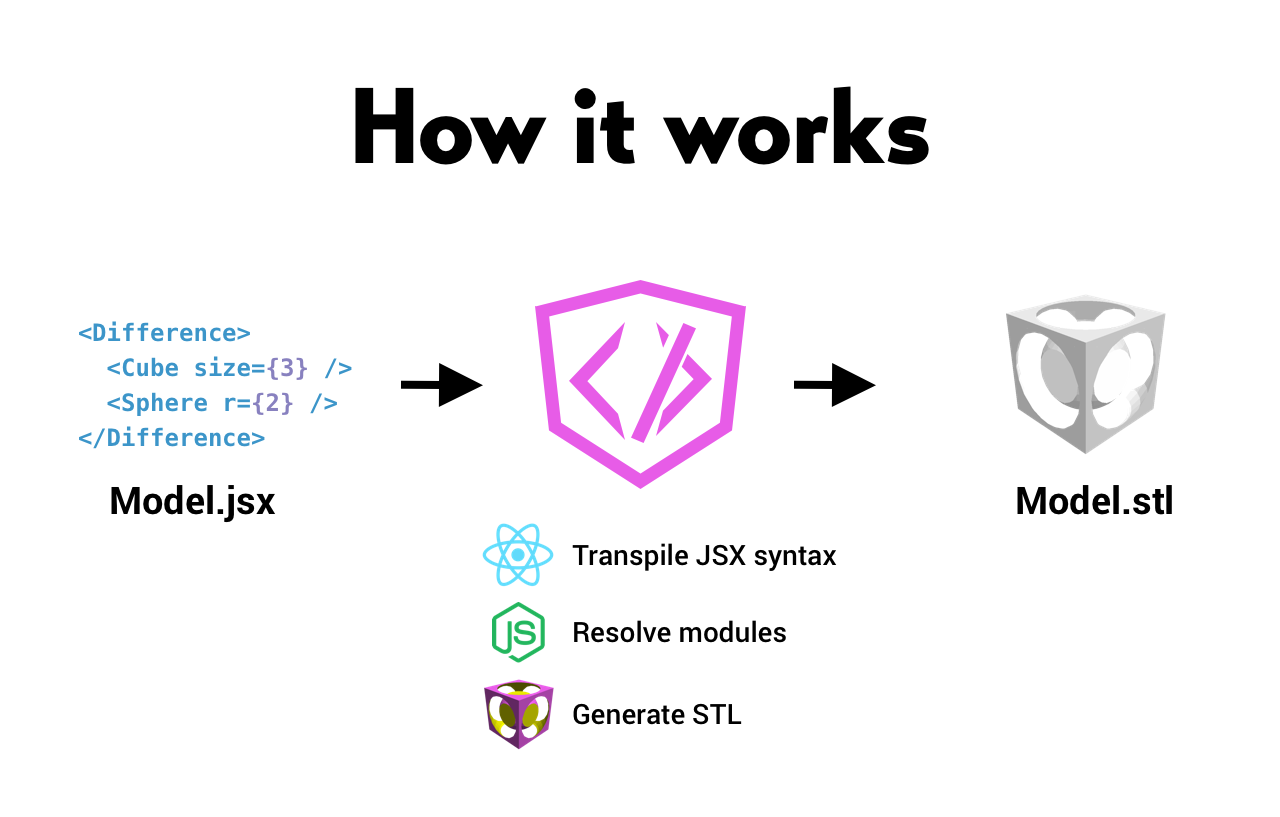 How it works
<Difference>
  <Cube size={3} />
  <Sphere r={2} />
</Difference>
Model.jsx
Model.stl
Transpile JSX syntax
JS
Resolve modules
Generate STL